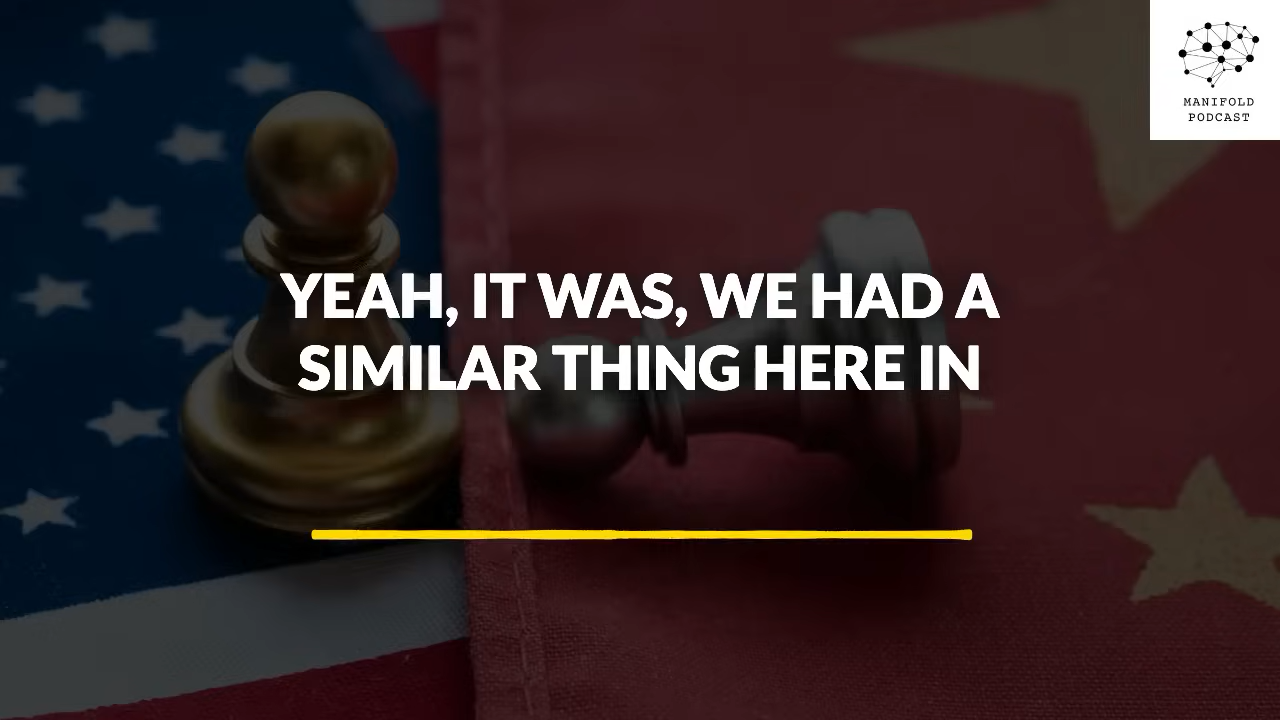 MANIFOLD
PODCAST
YEAH, IT WAS, WE HAD A
SIMILAR THING HERE IN